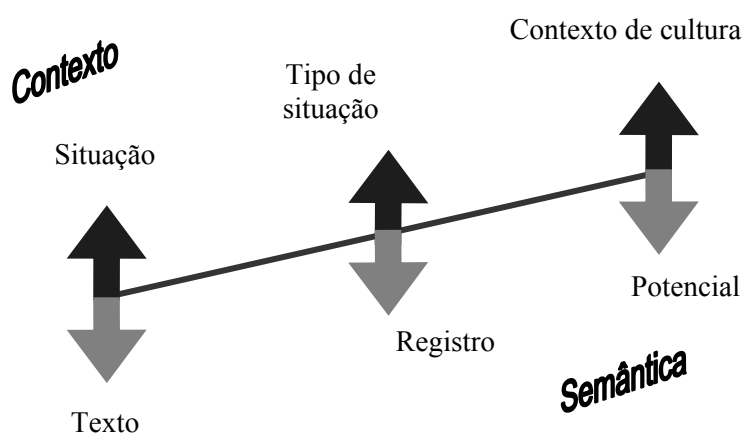 Contexto de cultura
Contexto
Tipo de
situação
Situação
Potencial
Registro
Semântica
Texto